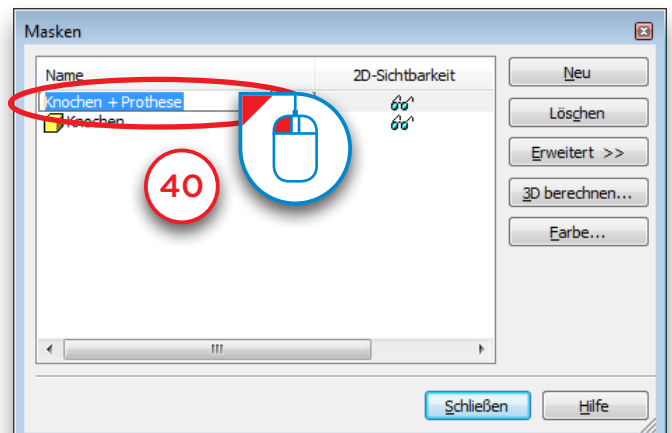 Masken
Name 2D-Sichtbarkeit
Knochen + Prothese
Knochen
40
Neu
Löschen
Erweitert >>
3D berechnen...
Farbe...
Schließen Hilfe